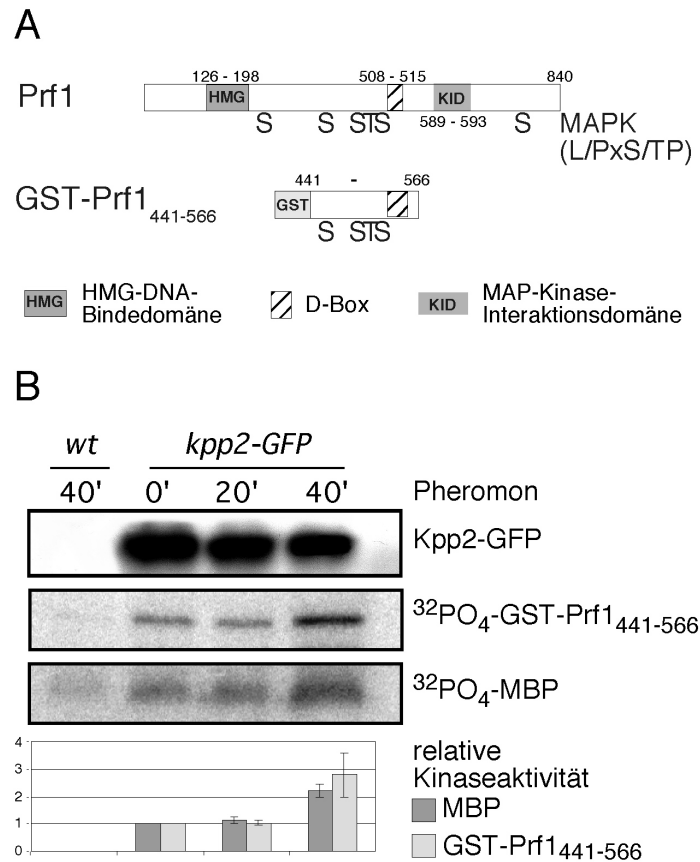 A
126 - 198 508 - 515 840
Prf1 HMG KID
S S STS 589 - 593 S MAPK
(L/PxS/TP)
441 - 566
GST-Prf1441-566 GST
S STS
HMG HMG-DNA-
Bindedomäne
D-Box
KID MAP-Kinase-
Interaktionsdomäne
B
wt kpp2-GFP
40' 0' 20' 40' Pheromon
Kpp2-GFP
32PO4-GST-Prf1441-566
32PO4-MBP
4
3
2
1
0
relative
Kinaseaktivität
MBP
GST-Prf1441-566